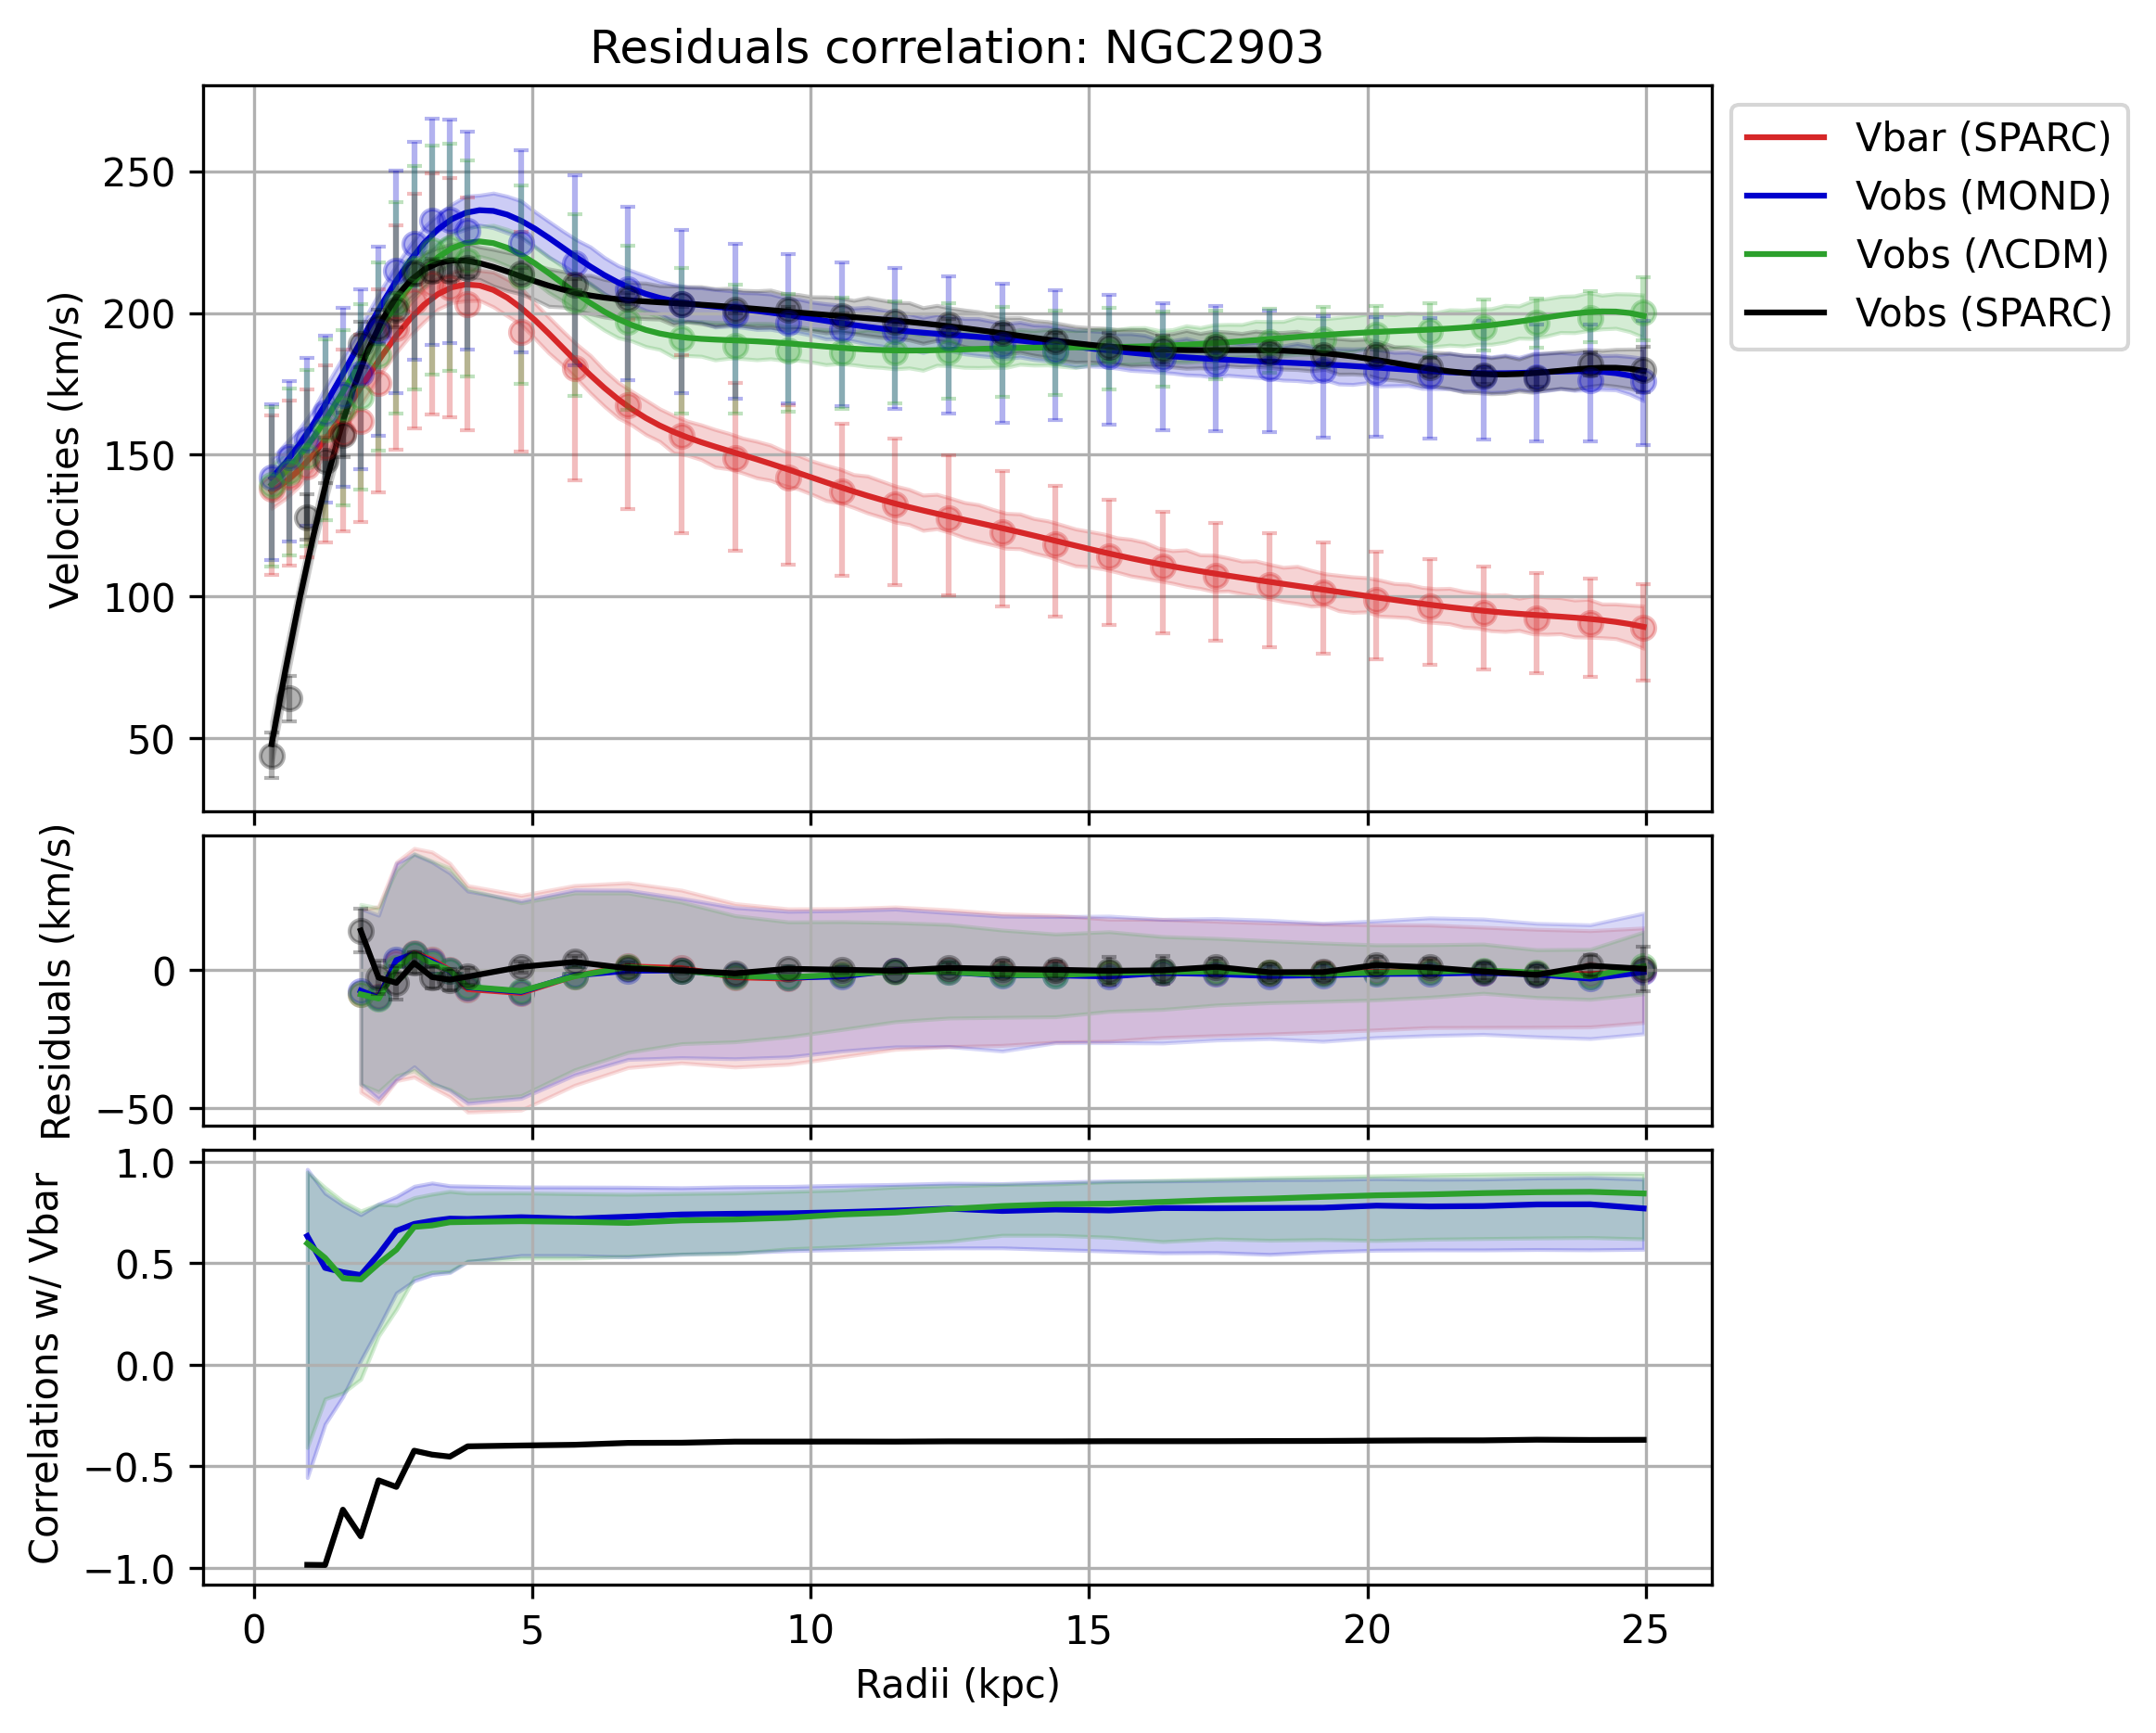 Residuals correlation: NGC2903
Velocities (km/s)
250
200
150
100
50
Vbar (SPARC)
Vobs (MOND)
Vobs (ΛCDM)
Vobs (SPARC)
Residuals (km/s)
0
−50
Correlations w/ Vbar
1.0
0.5
0.0
−0.5
−1.0
0 5 10 15 20 25
Radii (kpc)